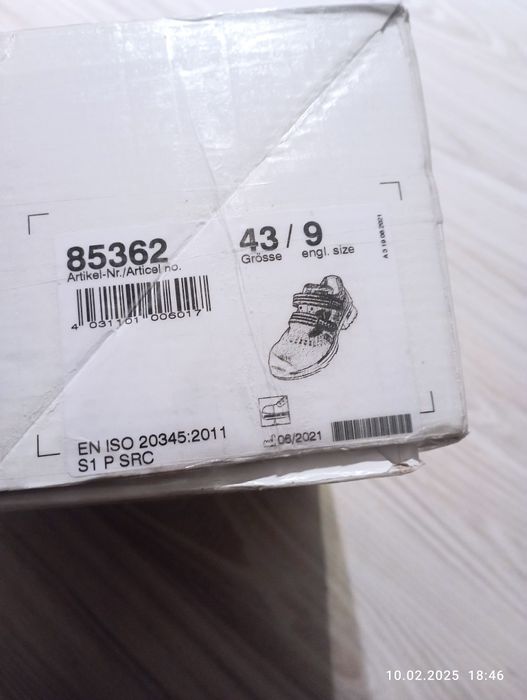 85362
Artikel-Nr./Articel no.
4 031101 006017
43 / 9
Grösse engl. size
A 3 19 08 2021
EN ISO 20345:2011
S1 P SRC
06/2021
10.02.2025 18:46